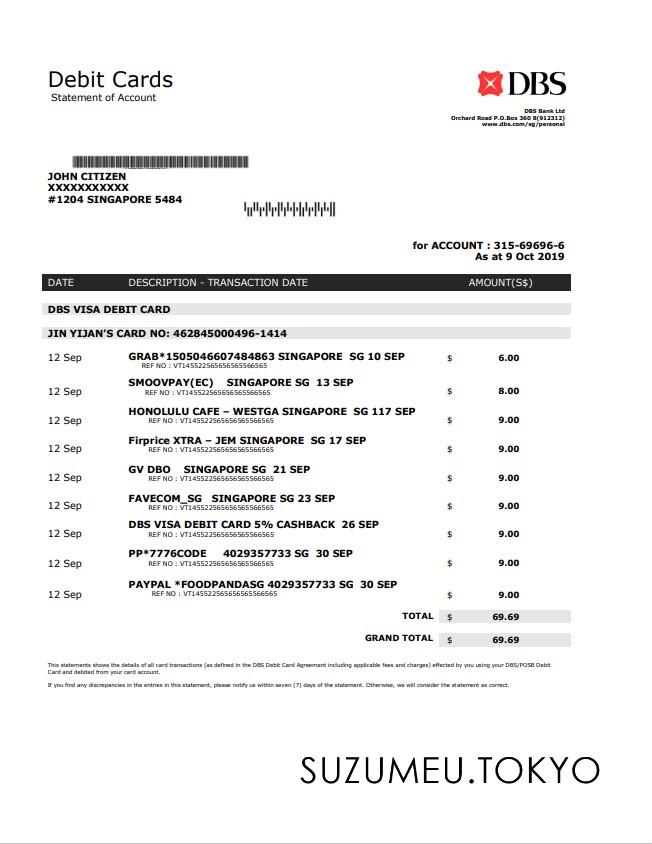 Debit Cards
Statement of Account
DBS
DBS Bank Ltd
Orchard Road P.O.Box 360 8(912312)
www.dbs.com/sg/personal
JOHN CITIZEN
XXXXXXXXXXX
#1204 SINGAPORE 5484
for ACCOUNT : 315-69696-6
As at 9 Oct 2019
DATE DESCRIPTION - TRANSACTION DATE AMOUNT(S$)
DBS VISA DEBIT CARD
JIN YIJAN'S CARD NO: 462845000496-1414
12 Sep GRAB*1505046607484863 SINGAPORE SG 10 SEP $ 6.00
REF NO : VT145522565656565566565
12 Sep SMOOVPAY(EC) SINGAPORE SG 13 SEP $ 8.00
REF NO : VT145522565656565566565
12 Sep HONOLULU CAFE – WESTGA SINGAPORE SG 117 SEP $ 9.00
REF NO : VT145522565656565566565
12 Sep Firprice XTRA – JEM SINGAPORE SG 17 SEP $ 9.00
REF NO : VT145522565656565566565
12 Sep GV DBO SINGAPORE SG 21 SEP $ 9.00
REF NO : VT145522565656565566565
12 Sep FAVECOM_SG SINGAPORE SG 23 SEP $ 9.00
REF NO : VT145522565656565566565
12 Sep DBS VISA DEBIT CARD 5% CASHBACK 26 SEP $ 9.00
REF NO : VT145522565656565566565
12 Sep PP*7776CODE 4029357733 SG 30 SEP $ 9.00
REF NO : VT145522565656565566565
12 Sep PAYPAL *FOODPANDASG 4029357733 SG 30 SEP $ 9.00
REF NO : VT145522565656565566565
TOTAL $ 69.69
GRAND TOTAL $ 69.69
This statements shows the details of all card transactions (as defined in the DBS Debit Card Agreement including applicable fees and charges) effected by you using your DBS/POSB Debit
Card and debited from your card account.
If you find any discrepancies in the entries in this statement, please notify us within seven (7) days of the statement. Otherwise, we will consider the statement as correct.
SUZUMEU.TOKYO